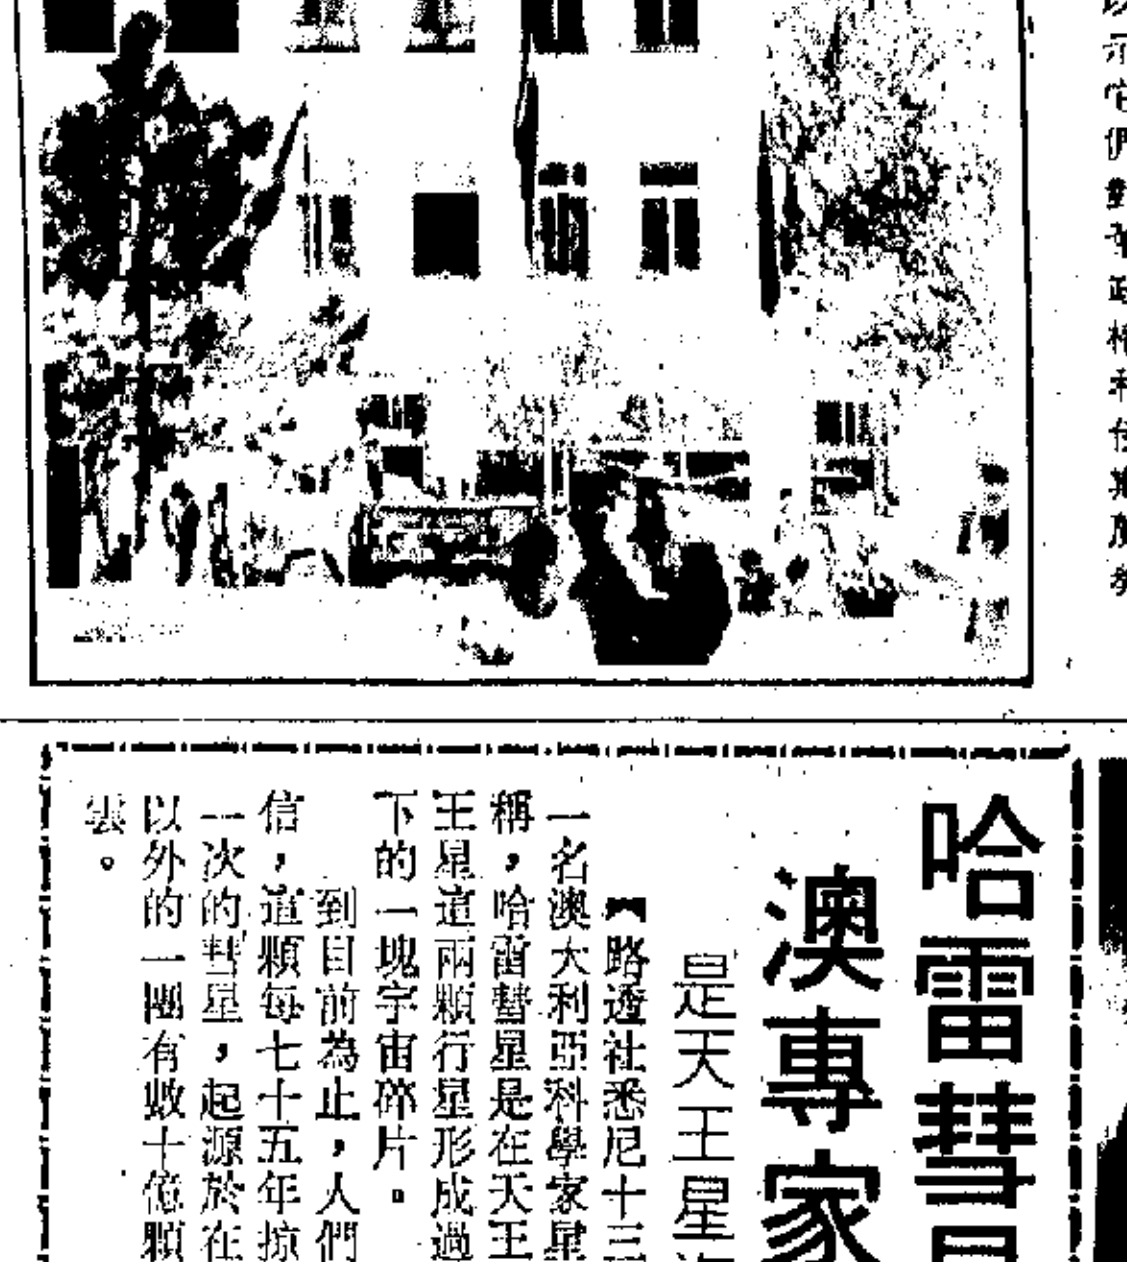 哈雷彗星
澳專家
是天王星
【路透社悉尼十三
一名澳大利亞科學家星
稱，哈雷彗星是在天王
王星這兩顆行星形成過
下的一塊宇宙碎片。
到目前為止，人們
信，這顆每七十五年掠
一次的彗星，起源於在
以外的一團有數十億顆
雲。